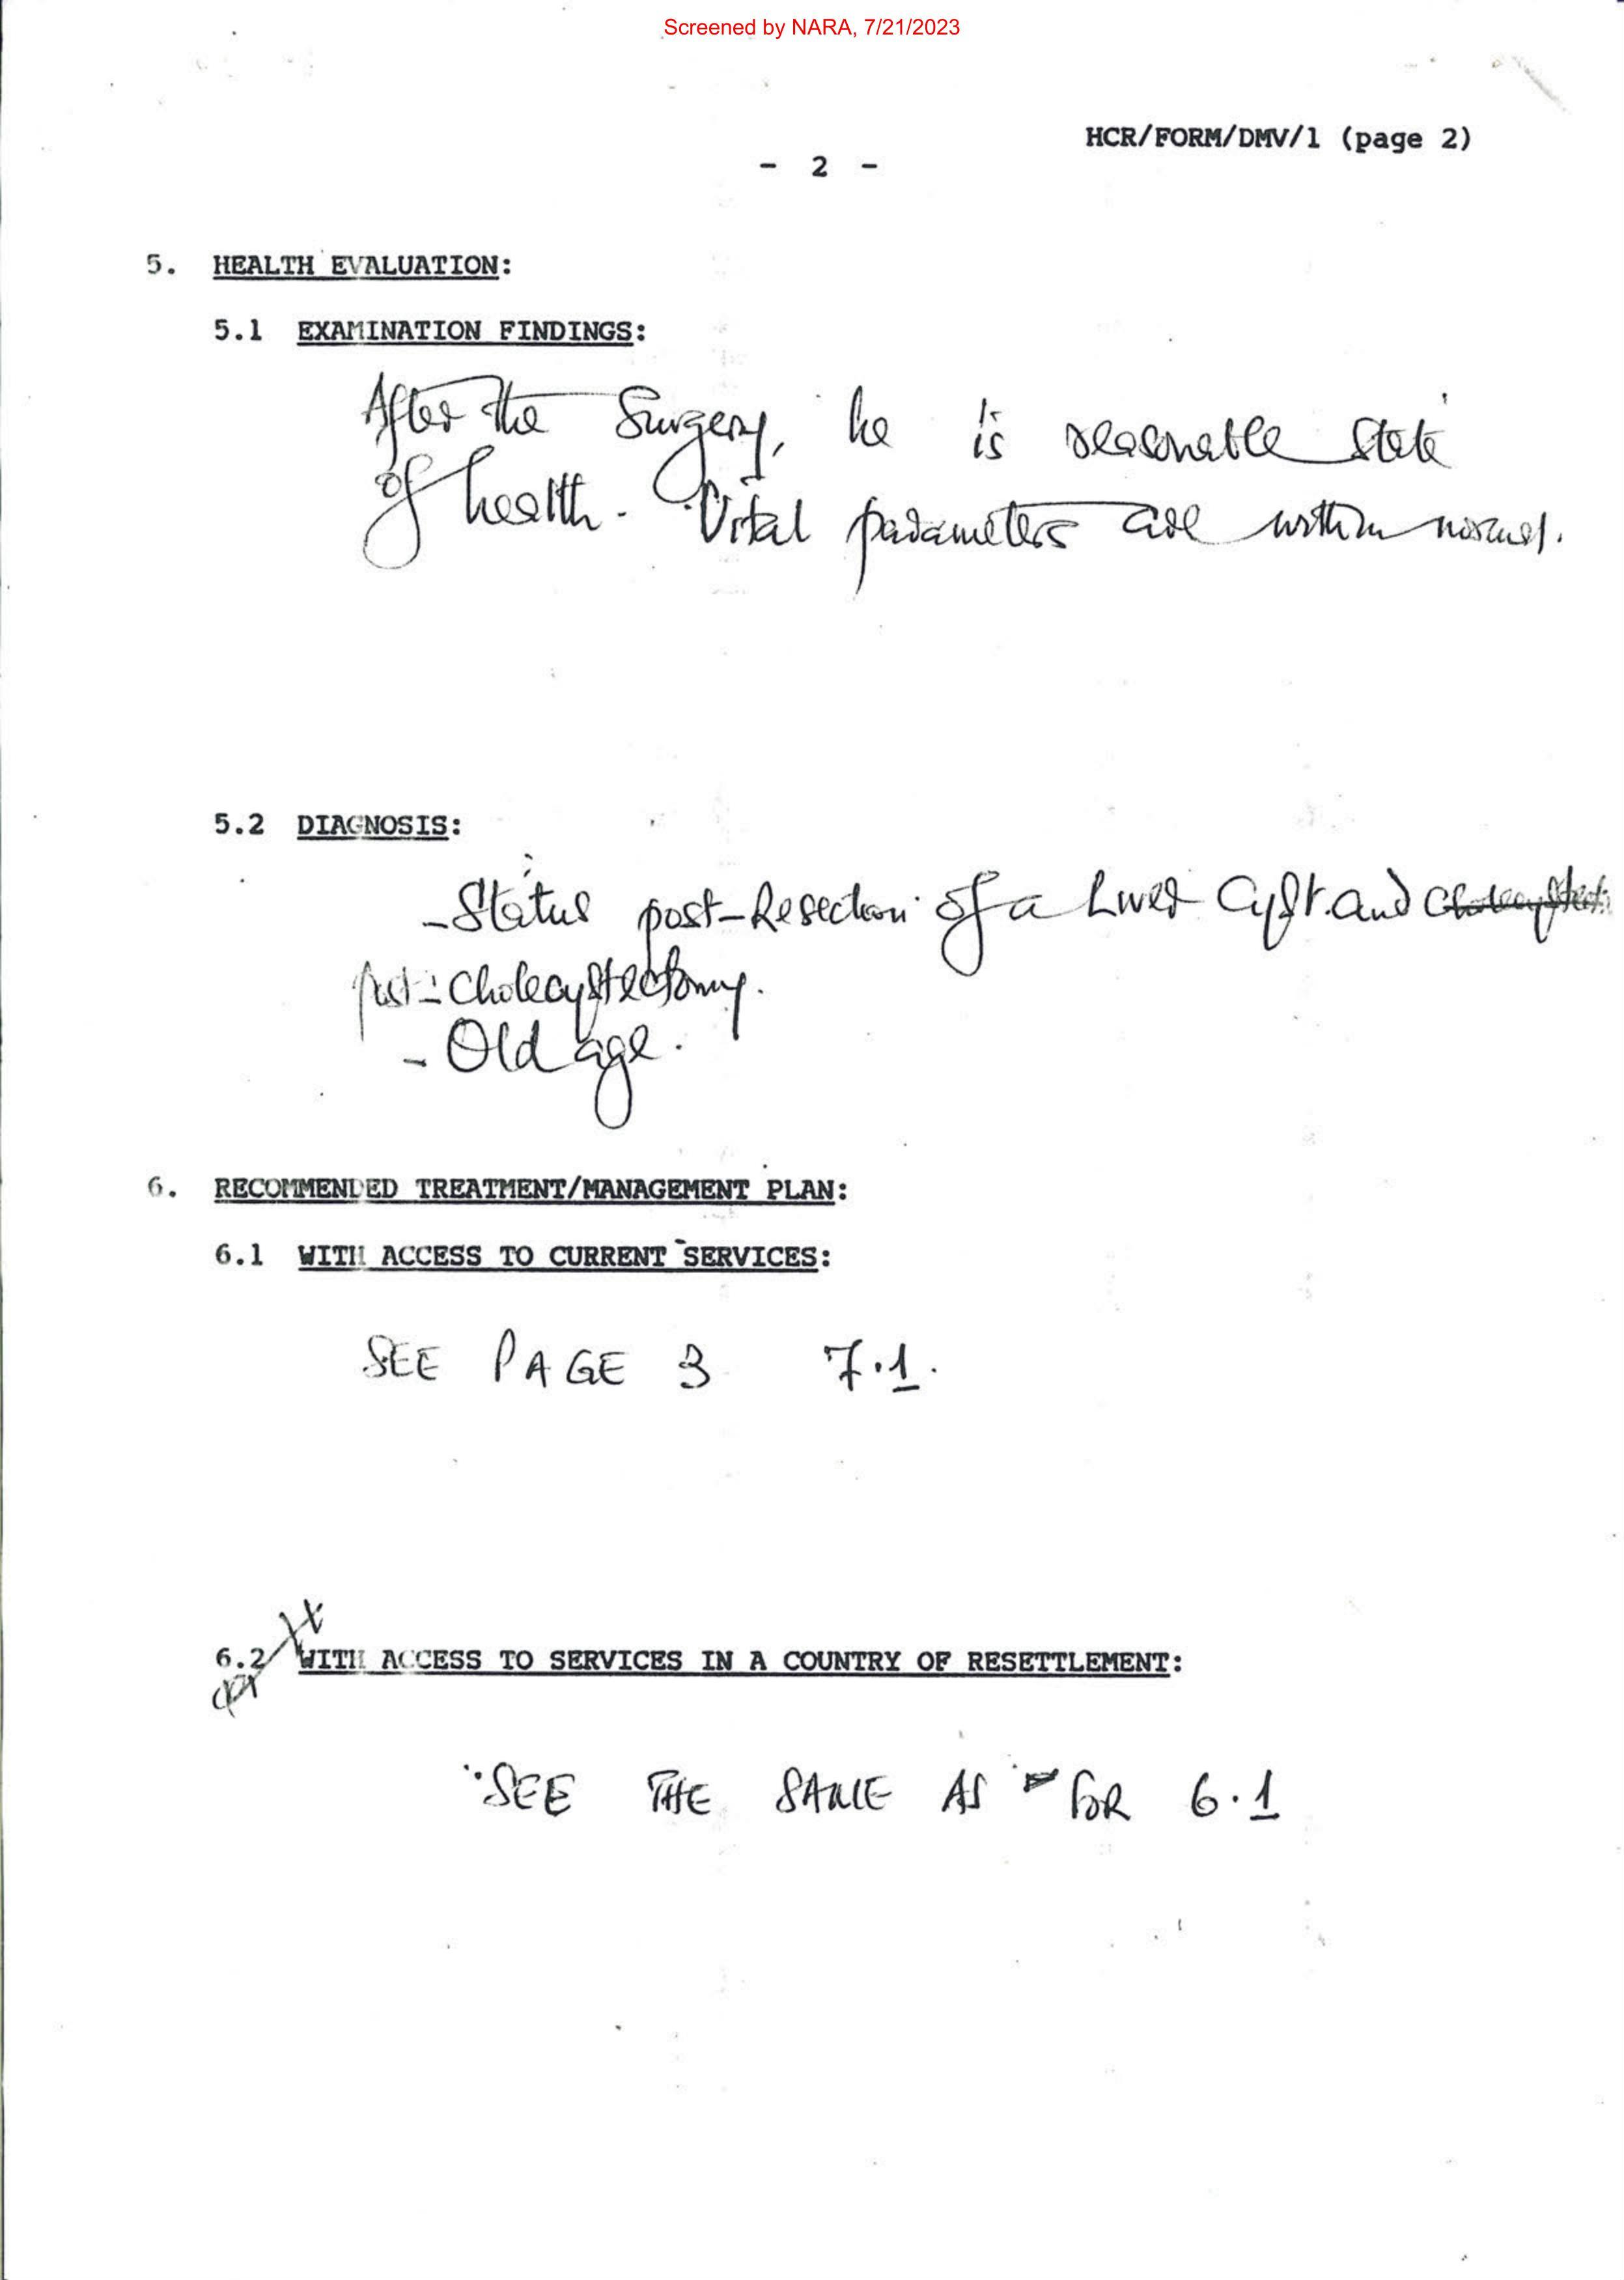 Screened by NARA, 7/21/2023
HCR/FORM/DMV/1 (page 2)
- 2 -
5. HEALTH EVALUATION:
5.1 EXAMINATION FINDINGS:
After the Surgery, he is reasonable state
of health. Vital parameters are within normal.
5.2 DIAGNOSIS:
- Status post-Resection of a Liver Cyst. and
post-Cholecystectomy.
- Old age.
6. RECOMMENDED TREATMENT/MANAGEMENT PLAN:
6.1 WITH ACCESS TO CURRENT SERVICES:
SEE PAGE 3 7.1.
6.2 WITH ACCESS TO SERVICES IN A COUNTRY OF RESETTLEMENT:
SEE THE SAME AS FOR 6.1